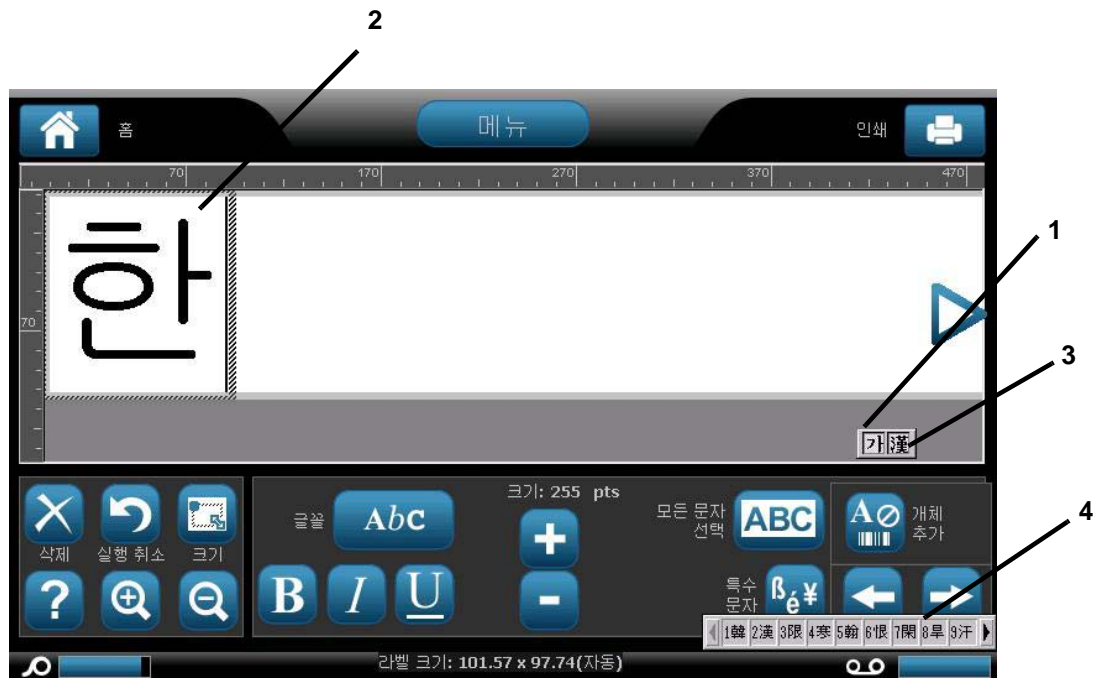 2
홈
메뉴
인쇄
70 170 270 370 470
한
70
1
3
가 漢
크기: 255 pts
글꼴
AbC
모든 문자
선택
ABC
A
개체
추가
4
삭제
실행 취소
크기
?
B I U
특수
문자
ß é ¥
1韓 2漢 3限 4寒 5翰 6恨 7閑 8旱 9汗
라벨 크기: 101.57 x 97.74(자동)